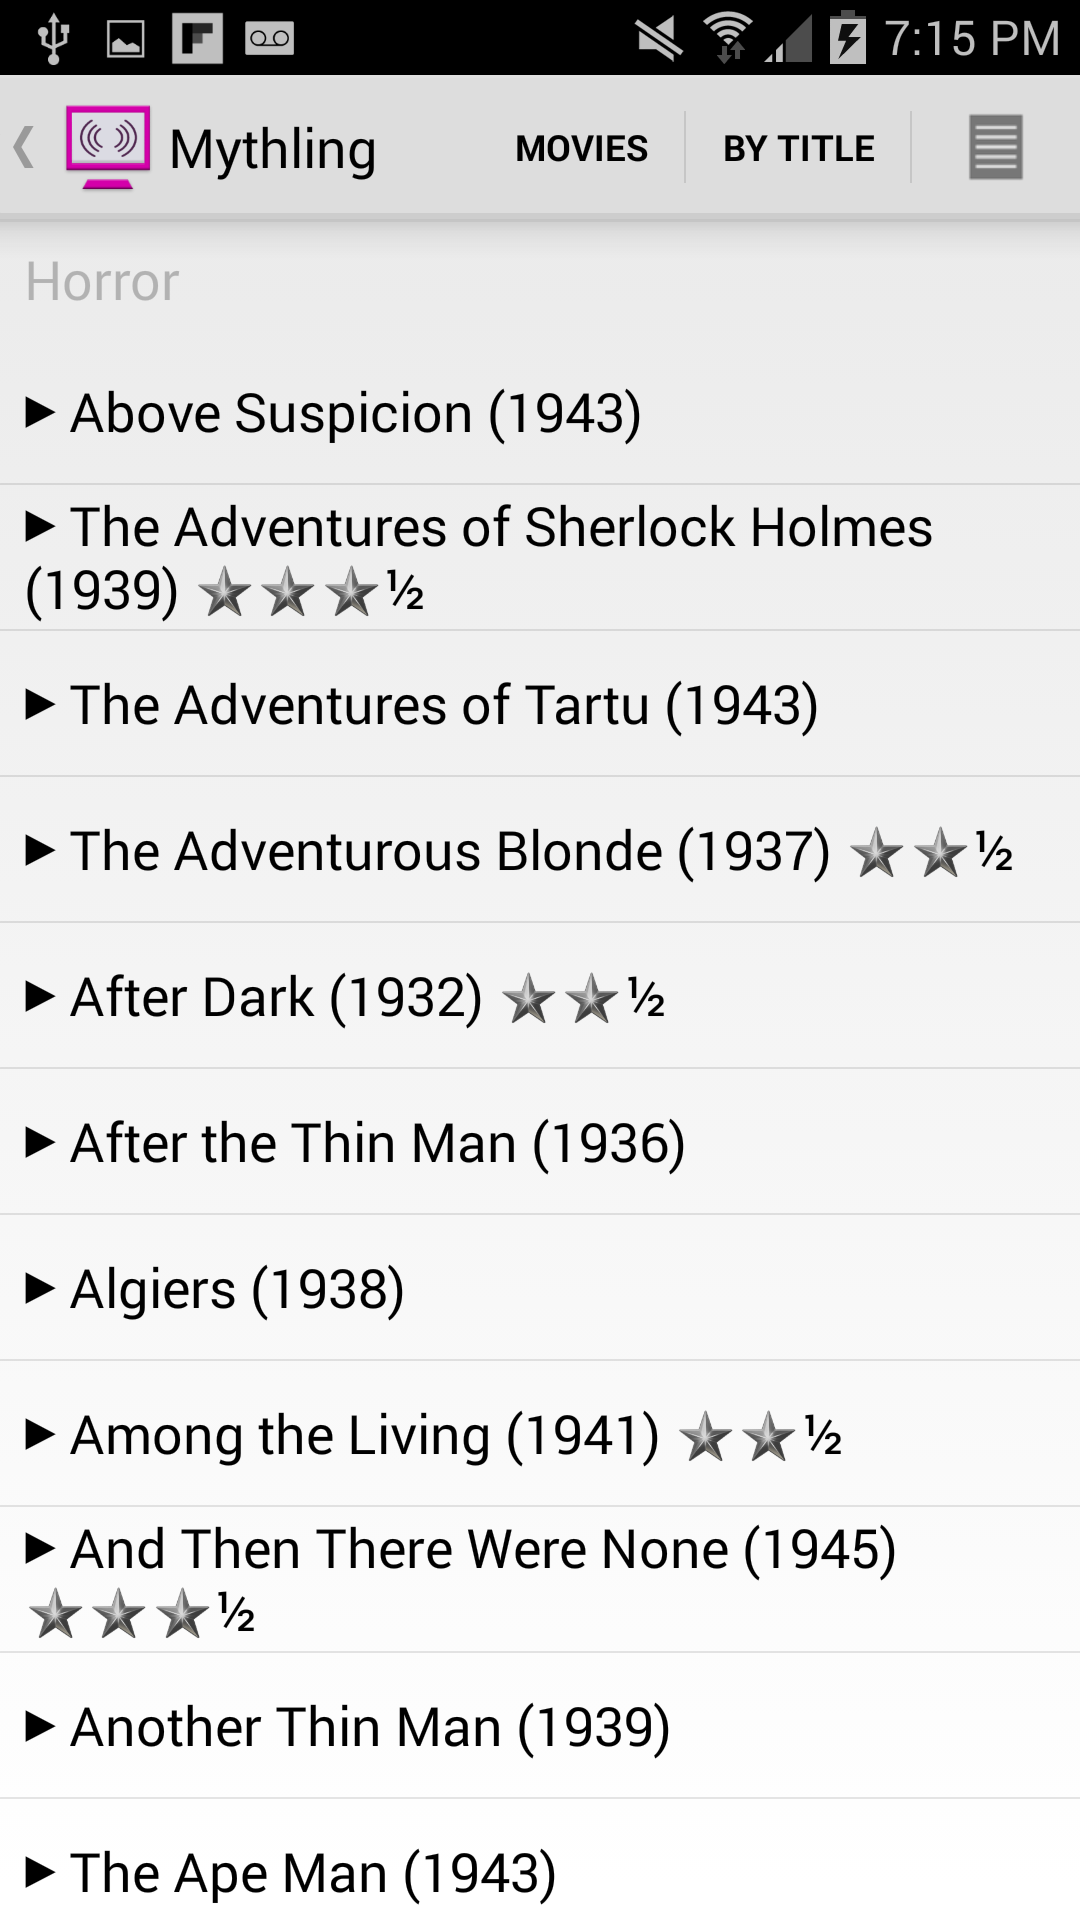 7:15 PM
Mythling MOVIES BY TITLE
Horror
Above Suspicion (1943)
The Adventures of Sherlock Holmes
(1939) ★★★½
The Adventures of Tartu (1943)
The Adventurous Blonde (1937) ★★½
After Dark (1932) ★★½
After the Thin Man (1936)
Algiers (1938)
Among the Living (1941) ★★½
And Then There Were None (1945)
★★★½
Another Thin Man (1939)
The Ape Man (1943)